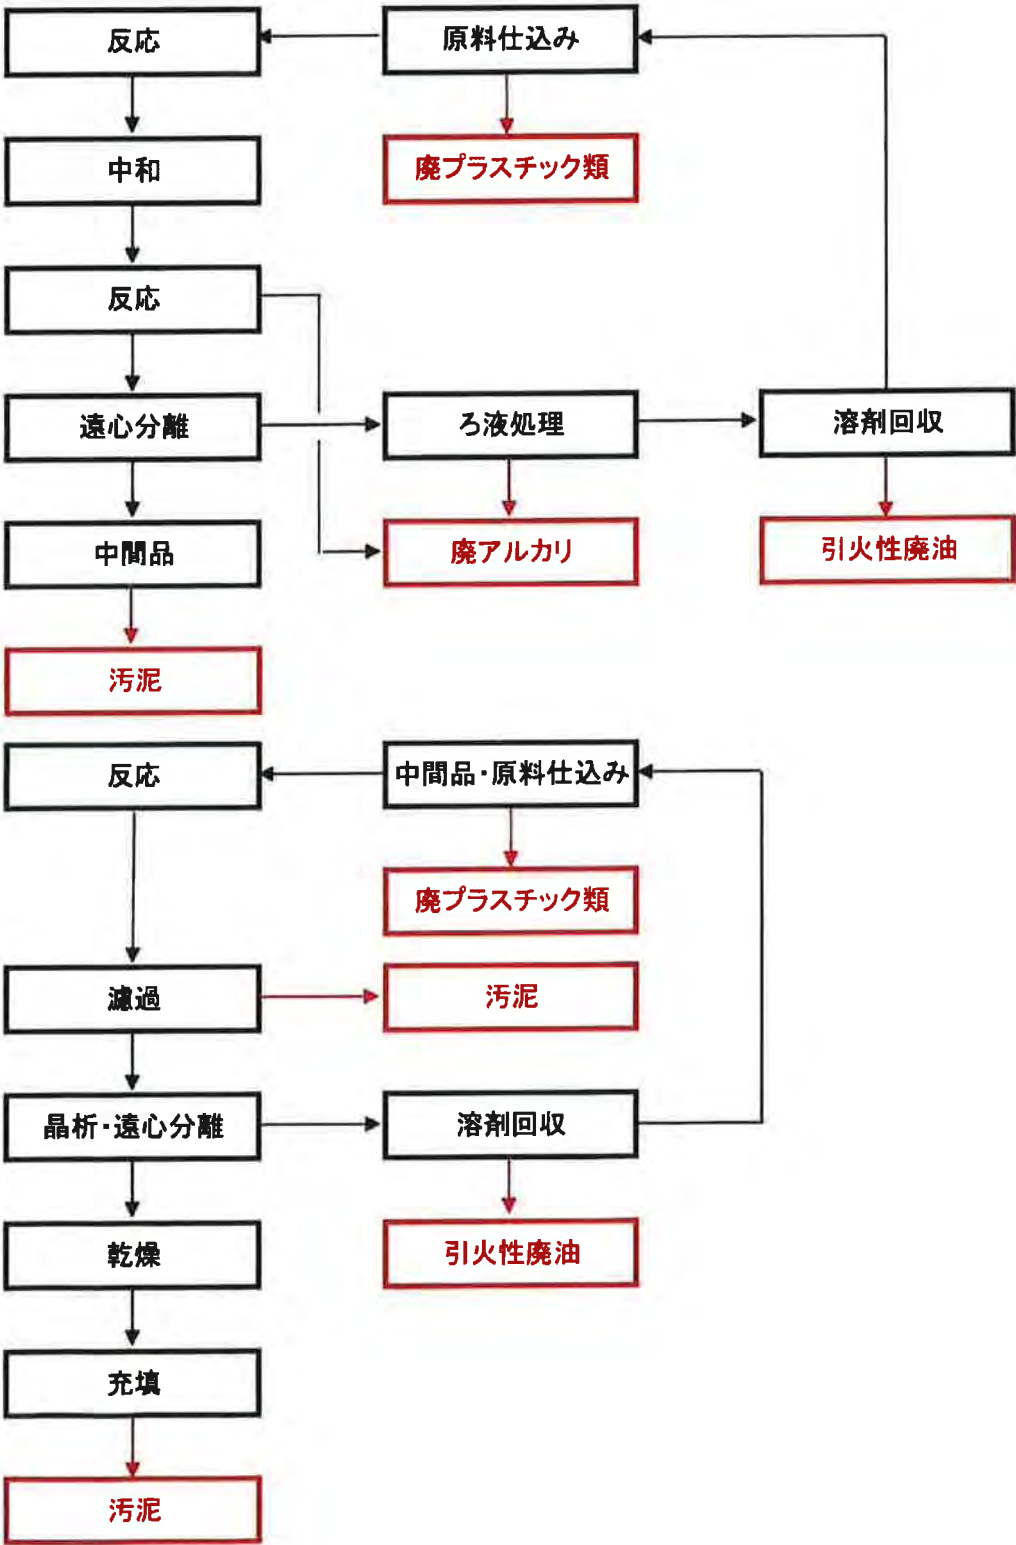 反応
原料仕込み
中和
廃プラスチック類
反応
遠心分離
ろ液処理
溶剤回収
中間品
廃アルカリ
引火性廃油
汚泥
反応
中間品・原料仕込み
廃プラスチック類
濾過
汚泥
晶析・遠心分離
溶剤回収
乾燥
引火性廃油
充填
汚泥